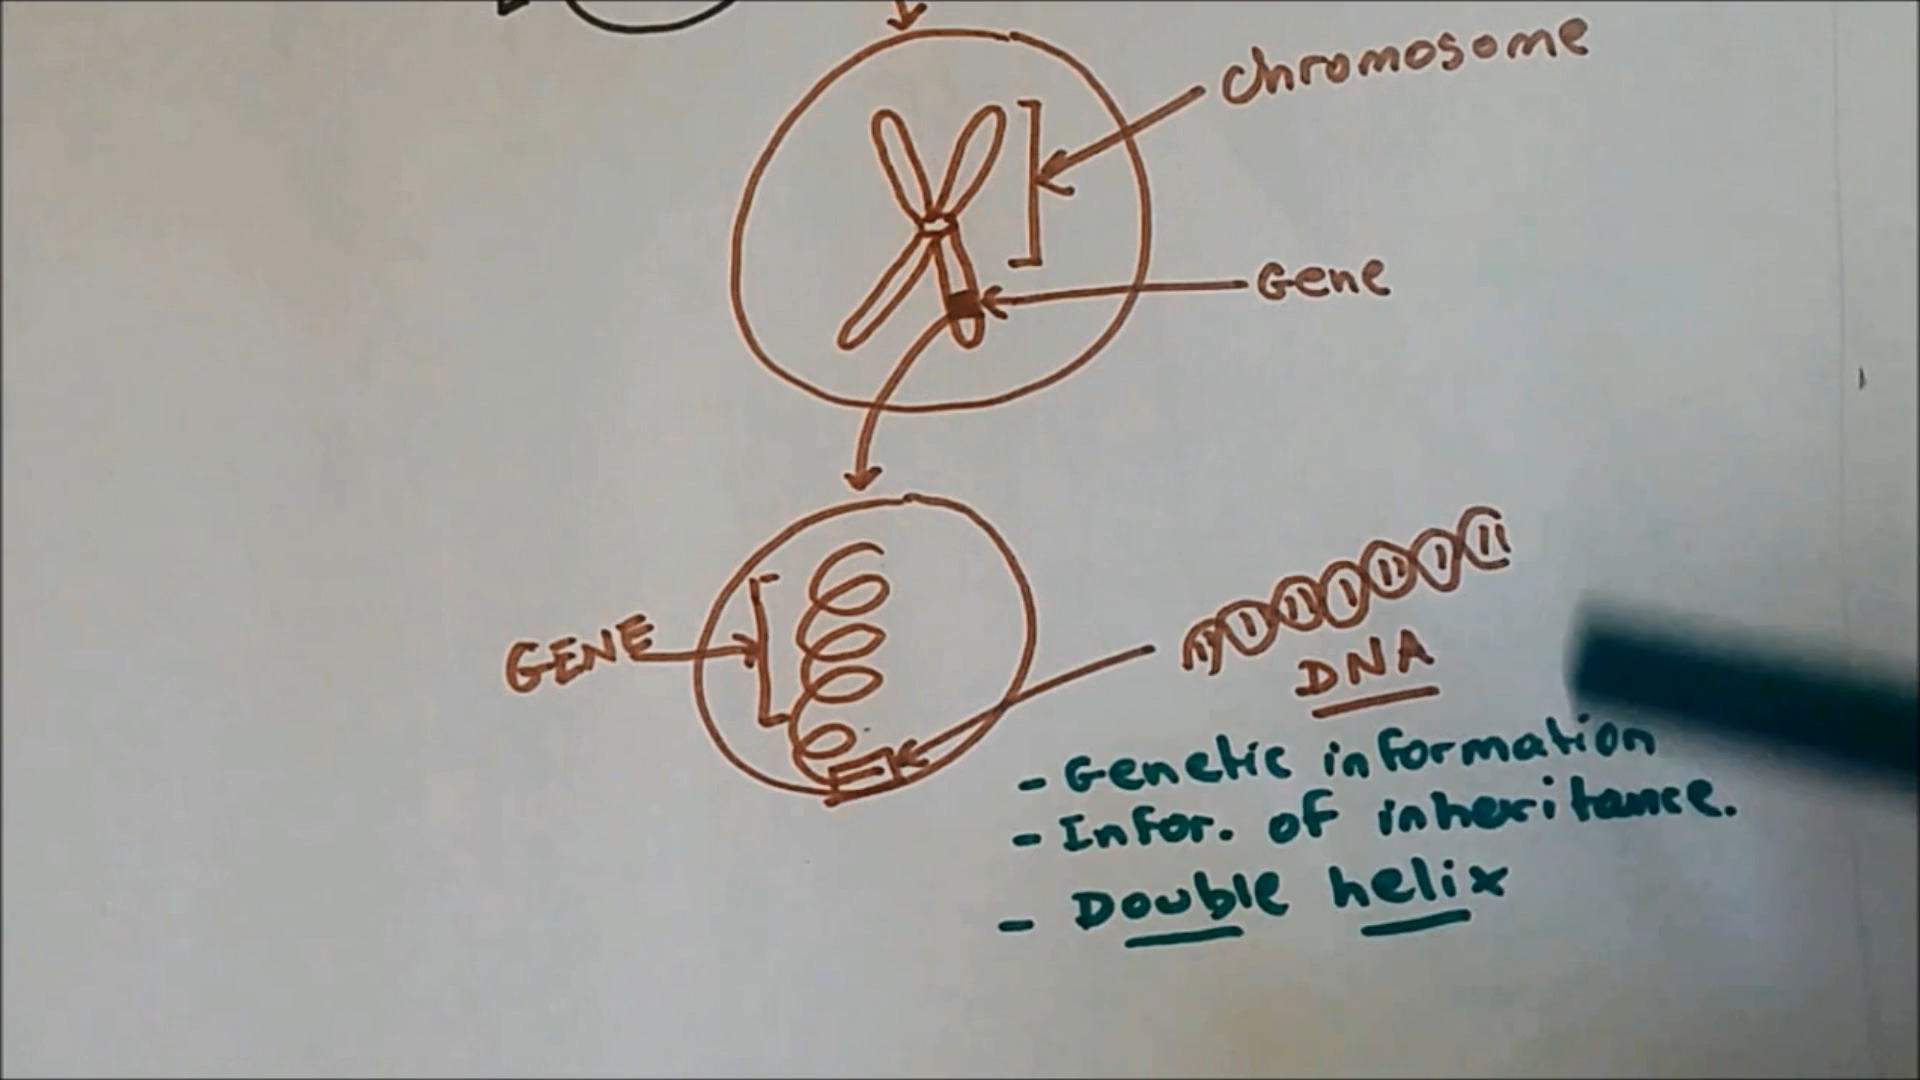 Chromosome
Gene
GENE
DNA
- Genetic information
- Infor. of inheritance.
- Double helix